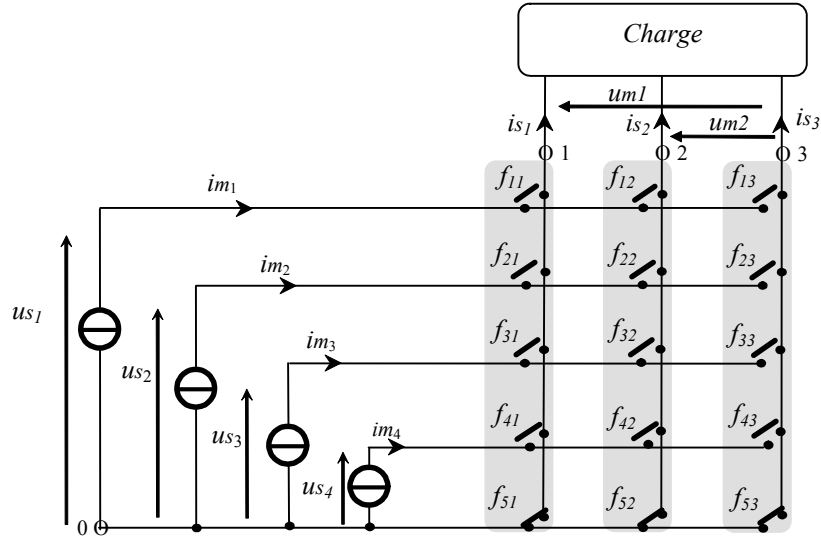 Charge
um1
is1 is2 um2 is3
1 2 3
f11 f12 f13
im1
f21 f22 f23
im2
us1
f31 f32 f33
im3
us2
f41 f42 f43
us3
im4
us4
f51 f52 f53
0